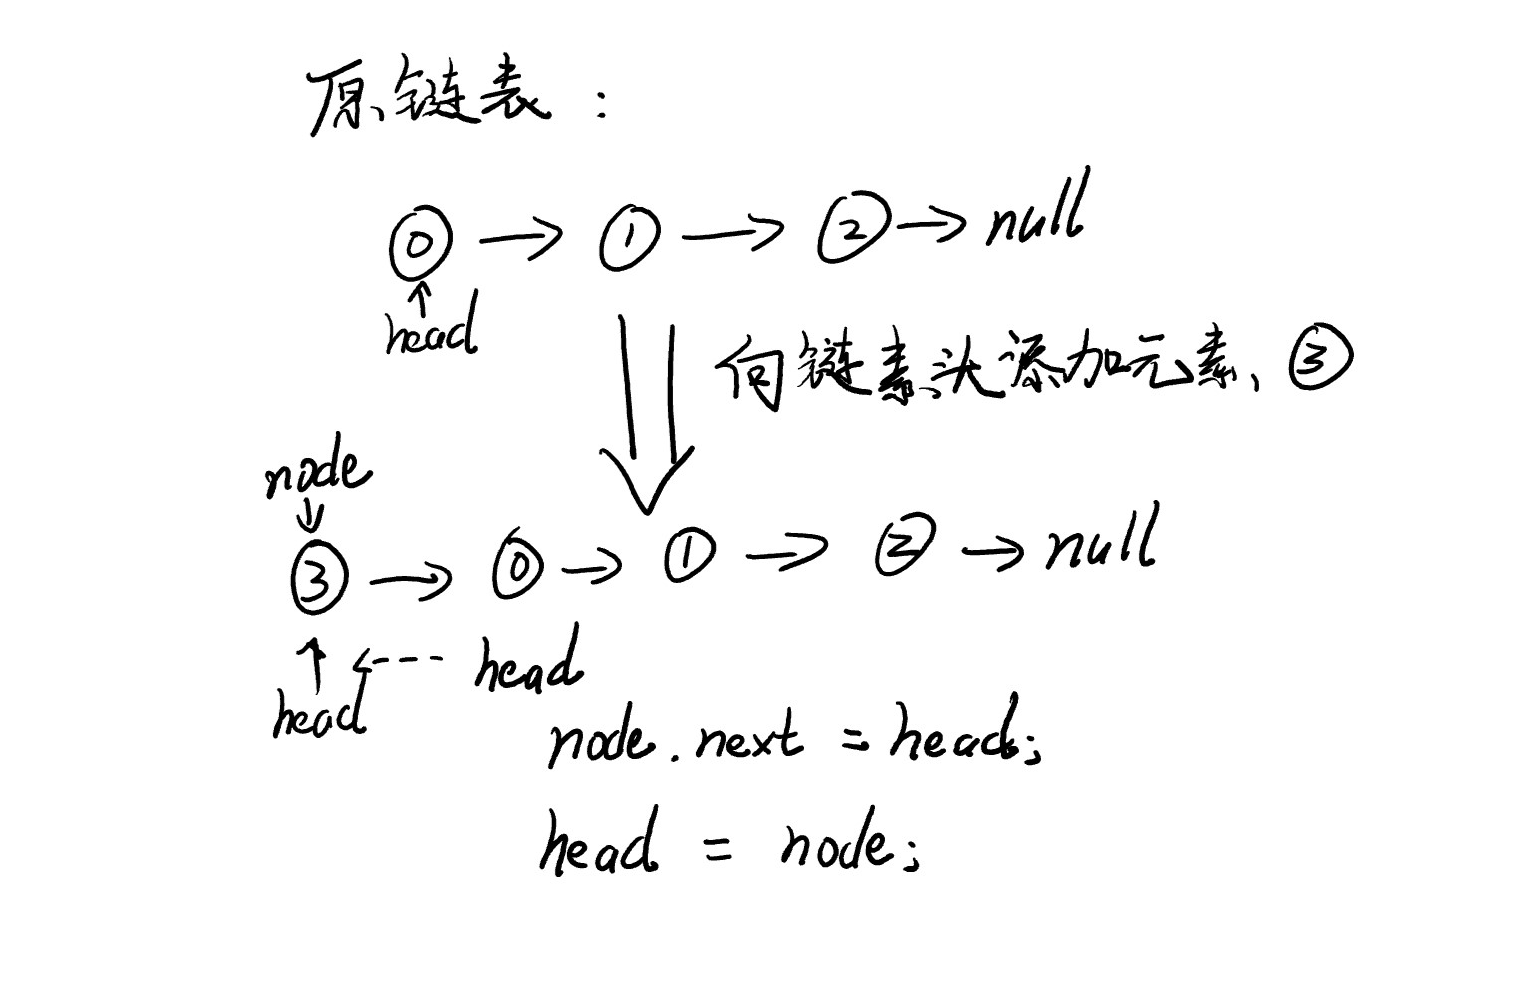 原链表：
0 → 1 → 2 → null
↑
head
向链素头添加元素 3
node
↓
3 → 0 → 1 → 2 → null
↑ ← head
head
node.next = head;
head = node;